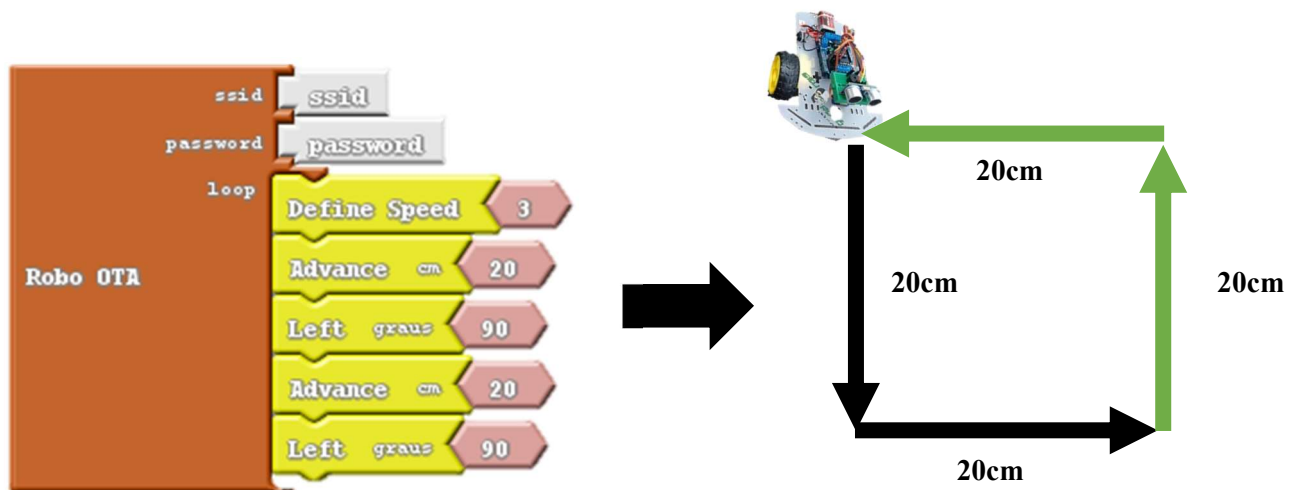 ssid ssid
password password
loop
Define Speed 3
Advance cm 20
Robo OTA
Left graus 90
Advance cm 20
Left graus 90
20cm
20cm
20cm
20cm